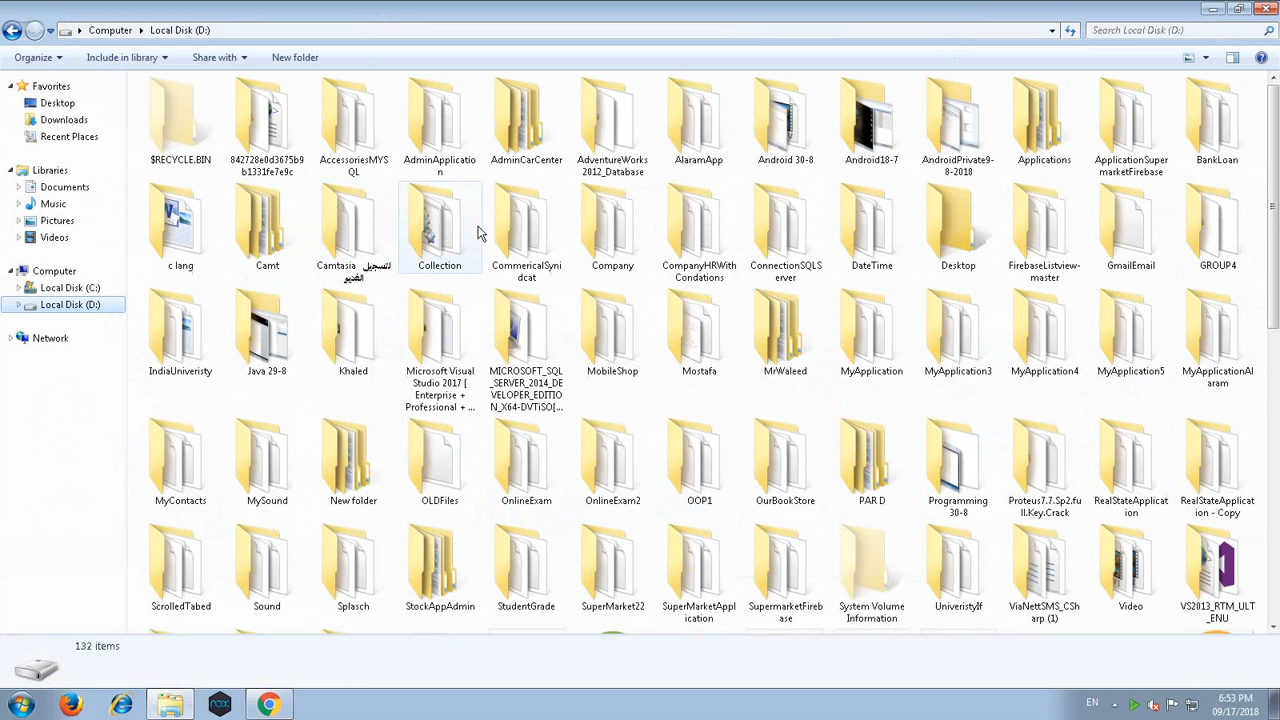 Computer Local Disk (D:)
Search Local Disk (D:)
Organize Include in library Share with New folder
Favorites
Desktop
Downloads
Recent Places
Libraries
Documents
Music
Pictures
Videos
Computer
Local Disk (C:)
Local Disk (D:)
Network
$RECYCLE.BIN
842728e0d3675b9
b1331fe7e9c
AccessoriesMYS
QL
AdminApplicatio
n
AdminCarCenter
AdventureWorks
2012_Database
AlaramApp
Android 30-8
Android18-7
AndroidPrivate9-
8-2018
Applications
ApplicationSuper
marketFirebase
BankLoan
c lang
Camt
Camtasia لتسجيل
الفديو
Collection
CommericalSyni
dcat
Company
CompanyHRWith
Condations
ConnectionSQLS
erver
DateTime
Desktop
FirebaseListview-
master
GmailEmail
GROUP4
IndiaUniveristy
Java 29-8
Khaled
Microsoft Visual
Studio 2017 [
Enterprise +
Professional + ...
MICROSOFT_SQL
_SERVER_2014_DE
VELOPER_EDITIO
N_X64-DVTiSO[...
MobileShop
Mostafa
MrWaleed
MyApplication
MyApplication3
MyApplication4
MyApplication5
MyApplicationAl
aram
MyContacts
MySound
New folder
OLDFiles
OnlineExam
OnlineExam2
OOP1
OurBookStore
PAR D
Programming
30-8
Proteus7.7.Sp2.fu
ll.Key.Crack
RealStateApplicat
ion
RealStateApplicat
ion - Copy
ScrolledTabed
Sound
Splasch
StockAppAdmin
StudentGrade
SuperMarket22
SuperMarketAppl
ication
SupermarketFireb
ase
System Volume
Information
UniveristyIf
ViaNettSMS_CSh
arp (1)
Video
VS2013_RTM_ULT
_ENU
132 items
nox
EN
6:53 PM
09/17/2018